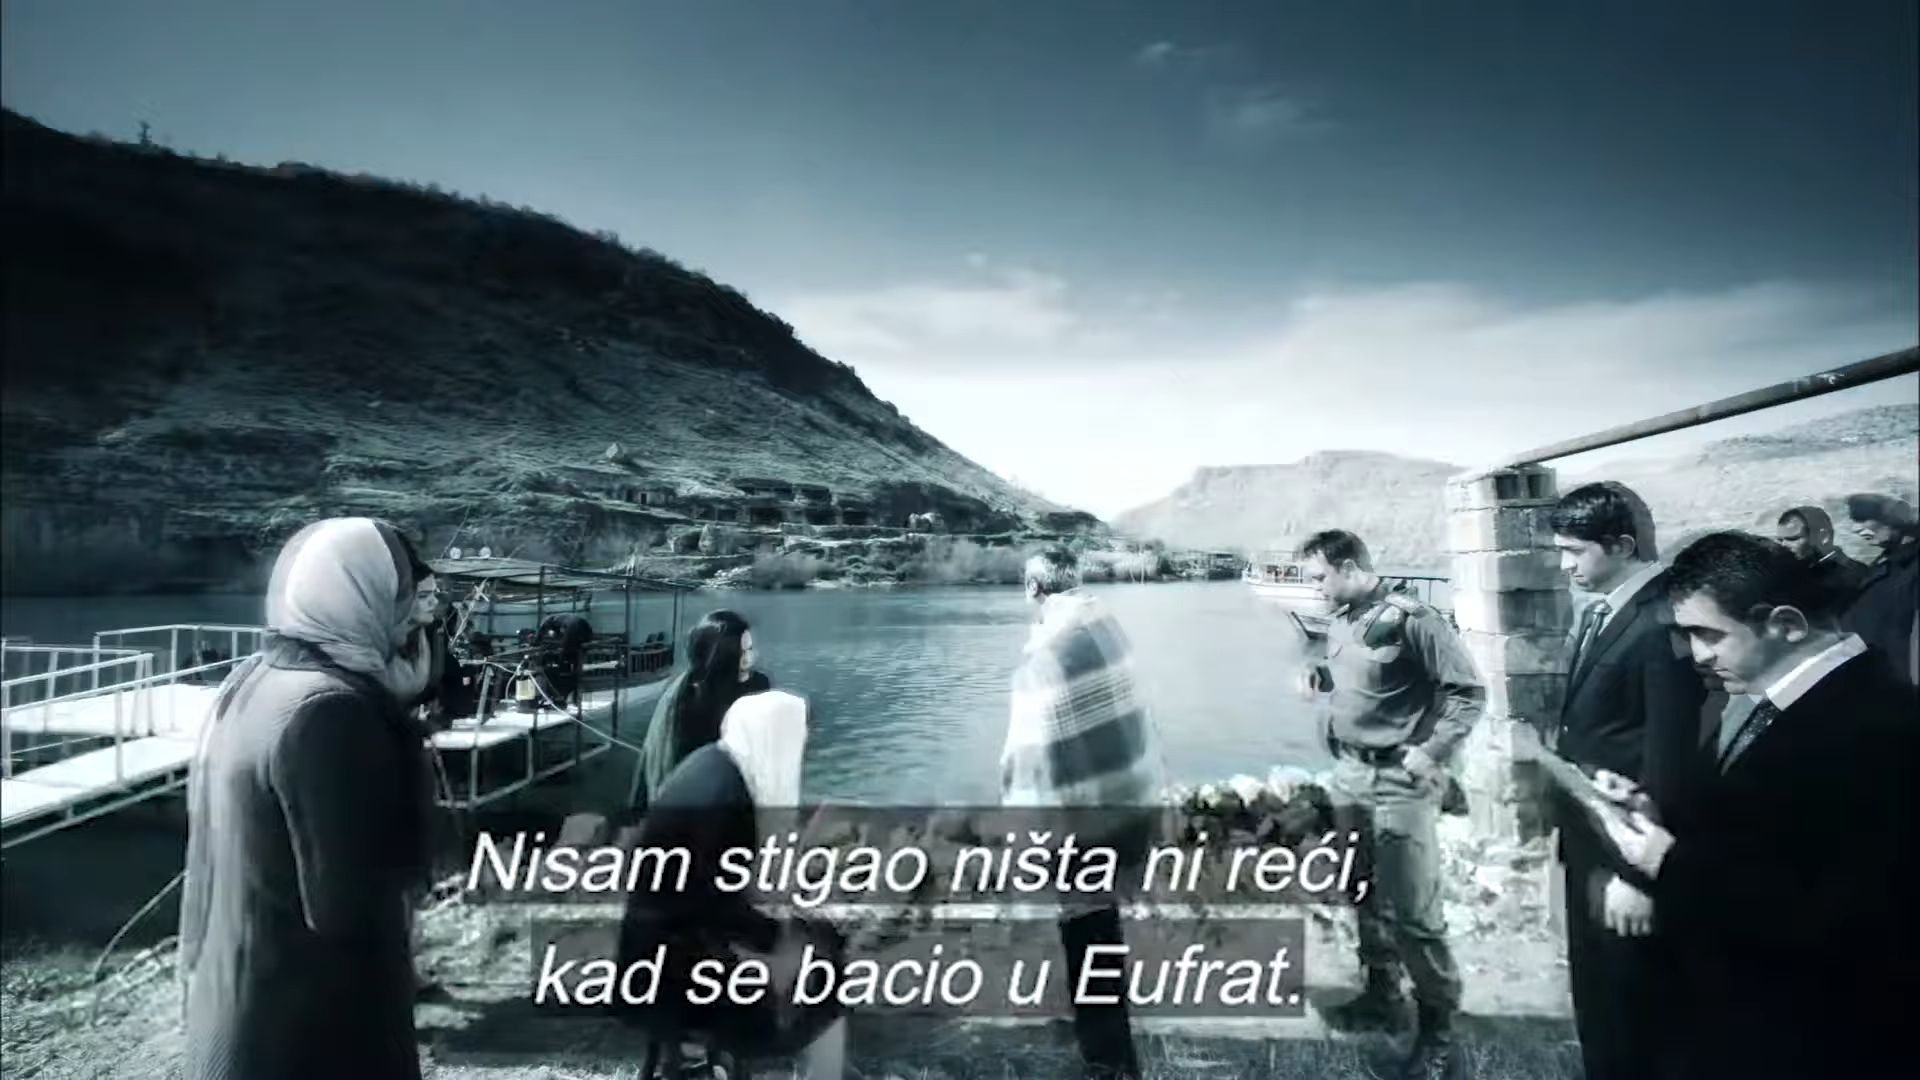 Nisam stigao ništa ni reći,
kad se bacio u Eufrat.